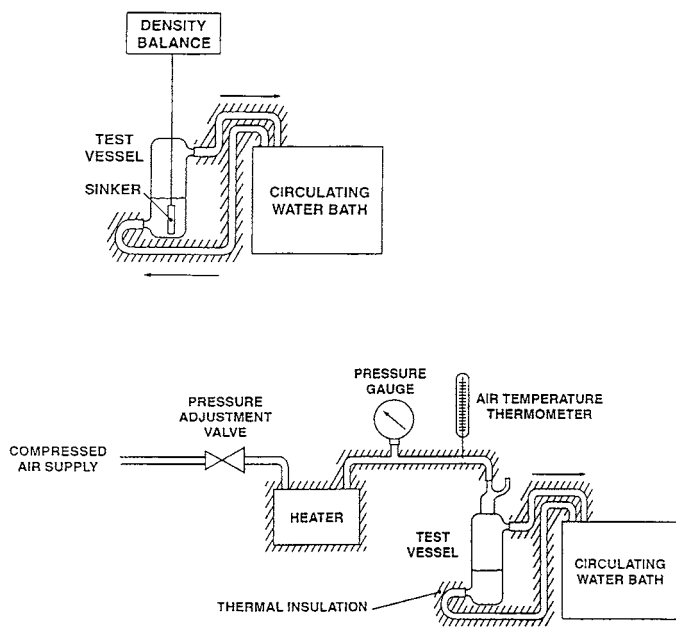 DENSITY
BALANCE
TEST
VESSEL
SINKER
CIRCULATING
WATER BATH
PRESSURE
GAUGE
AIR TEMPERATURE
THERMOMETER
PRESSURE
ADJUSTMENT
VALVE
COMPRESSED
AIR SUPPLY
HEATER
TEST
VESSEL
CIRCULATING
WATER BATH
THERMAL INSULATION